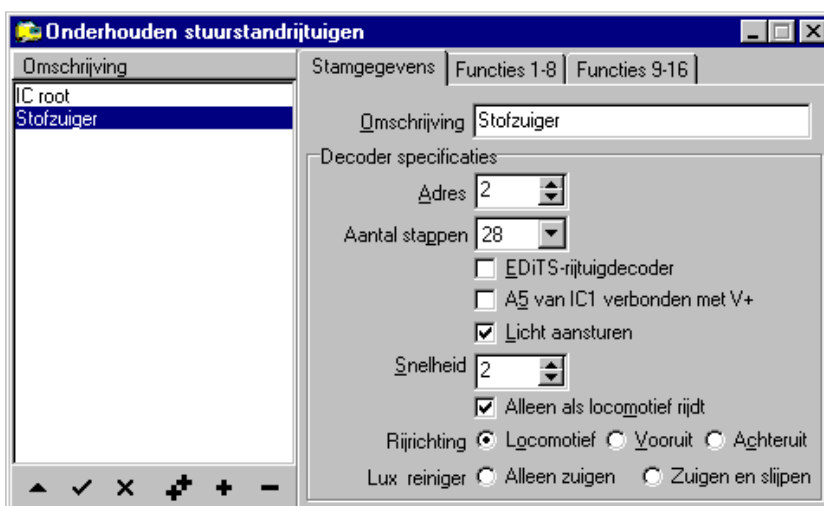 Onderhouden stuurstandrijtuigen
Omschrijving
IC root
Stofzuiger
Stamgegevens Functies 1-8 Functies 9-16
Omschrijving Stofzuiger
Decoder specificaties
Adres 2
Aantal stappen 28
EDiTS-rijtuigdecoder
A5 van IC1 verbonden met V+
Licht aansturen
Snelheid 2
Alleen als locomotief rijdt
Rijrichting Locomotief Vooruit Achteruit
Lux reiniger Alleen zuigen Zuigen en slijpen